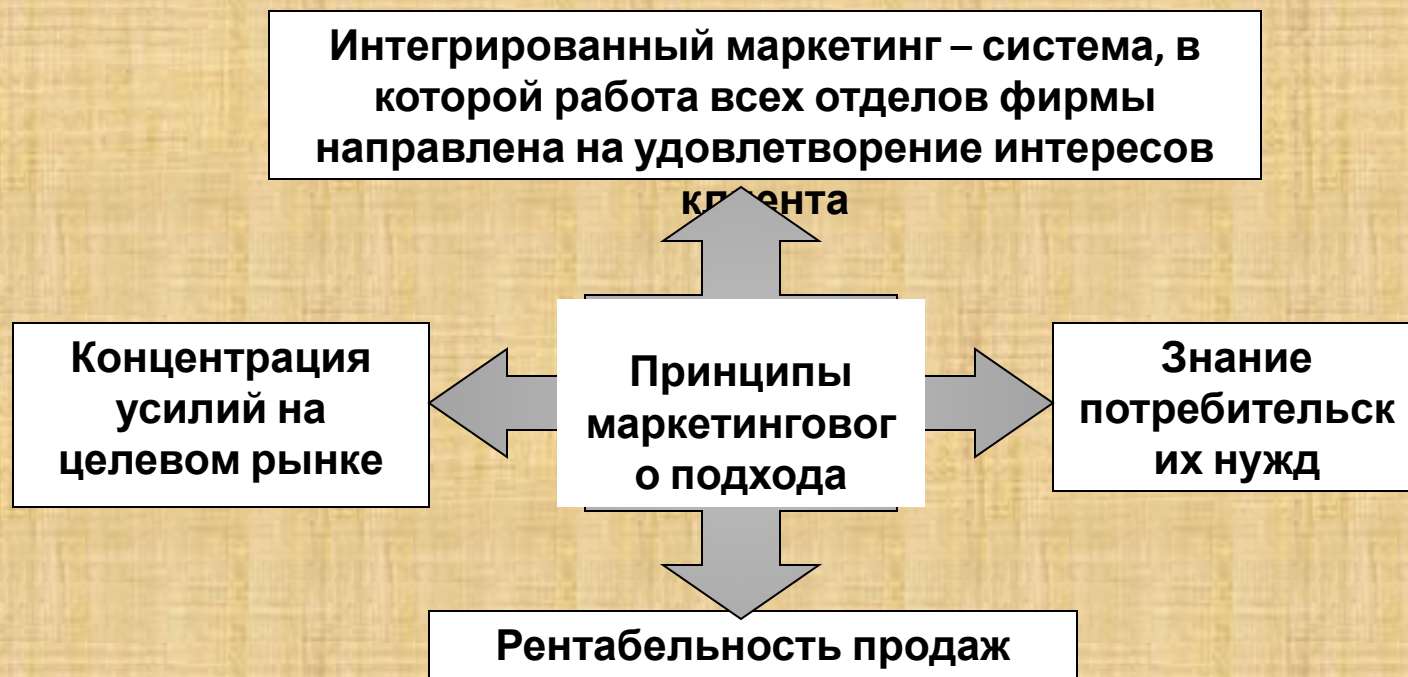 Интегрированный маркетинг – система, в
которой работа всех отделов фирмы
направлена на удовлетворение интересов
клиента
Концентрация
усилий на
целевом рынке
Принципы
маркетинговог
о подхода
Знание
потребительск
их нужд
Рентабельность продаж